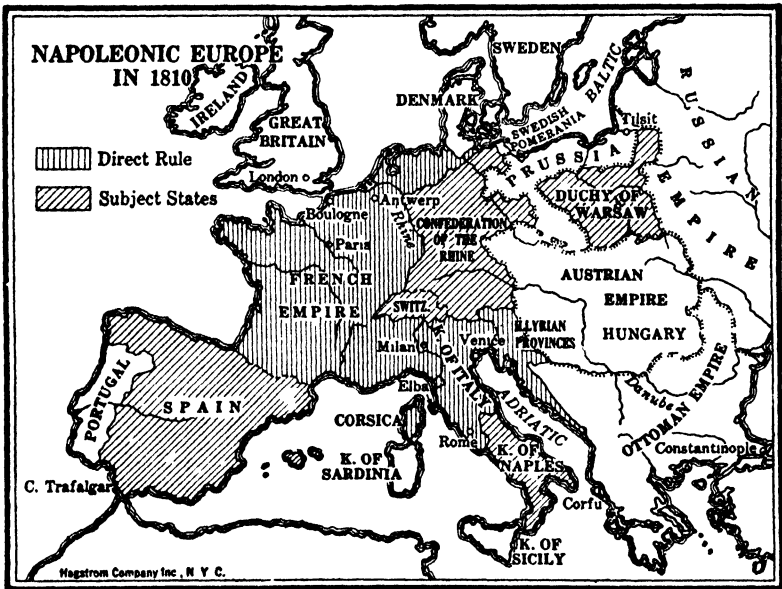 NAPOLEONIC EUROPE
IN 1810
Direct Rule
Subject States
IRELAND
GREAT
BRITAIN
London
SWEDEN
DENMARK
BALTIC
SWEDISH
POMERANIA
Tilsit
PRUSSIA
RUSSIAN
EMPIRE
DUCHY OF
WARSAW
Antwerp
Boulogne
Rhine
Paris
CONFEDERATION
OF THE
RHINE
FRENCH
EMPIRE
AUSTRIAN
EMPIRE
HUNGARY
SWITZ.
Milan
Venice
ILLYRIAN
PROVINCES
K. OF ITALY
Elba
PORTUGAL
SPAIN
CORSICA
ADRIATIC
Danube
OTTOMAN EMPIRE
Rome
K. OF
SARDINIA
K. OF
NAPLES
Constantinople
C. Trafalgar
Corfu
K. OF
SICILY
Hagstrom Company Inc., N Y C.